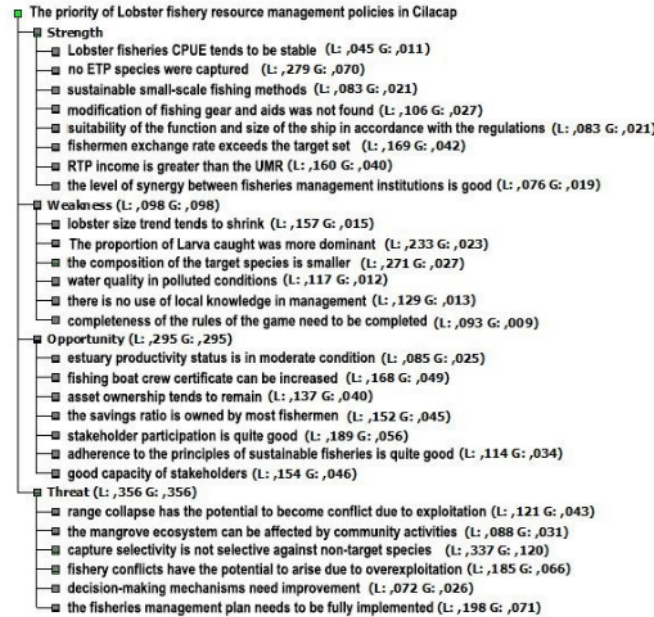 The priority of Lobster fishery resource management policies in Cilacap
Strength
Lobster fisheries CPUE tends to be stable (L: ,045 G: ,011)
no ETP species were captured (L: ,279 G: ,070)
sustainable small-scale fishing methods (L: ,083 G: ,021)
modification of fishing gear and aids was not found (L: ,106 G: ,027)
suitability of the function and size of the ship in accordance with the regulations (L: ,083 G: ,021)
fishermen exchange rate exceeds the target set (L: ,169 G: ,042)
RTP income is greater than the UMR (L: ,160 G: ,040)
the level of synergy between fisheries management institutions is good (L: ,076 G: ,019)
Weakness (L: ,098 G: ,098)
lobster size trend tends to shrink (L: ,157 G: ,015)
The proportion of Larva caught was more dominant (L: ,233 G: ,023)
the composition of the target species is smaller (L: ,271 G: ,027)
water quality in polluted conditions (L: ,117 G: ,012)
there is no use of local knowledge in management (L: ,129 G: ,013)
completeness of the rules of the game need to be completed (L: ,093 G: ,009)
Opportunity (L: ,295 G: ,295)
estuary productivity status is in moderate condition (L: ,085 G: ,025)
fishing boat crew certificate can be increased (L: ,168 G: ,049)
asset ownership tends to remain (L: ,137 G: ,040)
the savings ratio is owned by most fishermen (L: ,152 G: ,045)
stakeholder participation is quite good (L: ,189 G: ,056)
adherence to the principles of sustainable fisheries is quite good (L: ,114 G: ,034)
good capacity of stakeholders (L: ,154 G: ,046)
Threat (L: ,356 G: ,356)
range collapse has the potential to become conflict due to exploitation (L: ,121 G: ,043)
the mangrove ecosystem can be affected by community activities (L: ,088 G: ,031)
capture selectivity is not selective against non-target species (L: ,337 G: ,120)
fishery conflicts have the potential to arise due to overexploitation (L: ,185 G: ,066)
decision-making mechanisms need improvement (L: ,072 G: ,026)
the fisheries management plan needs to be fully implemented (L: ,198 G: ,071)